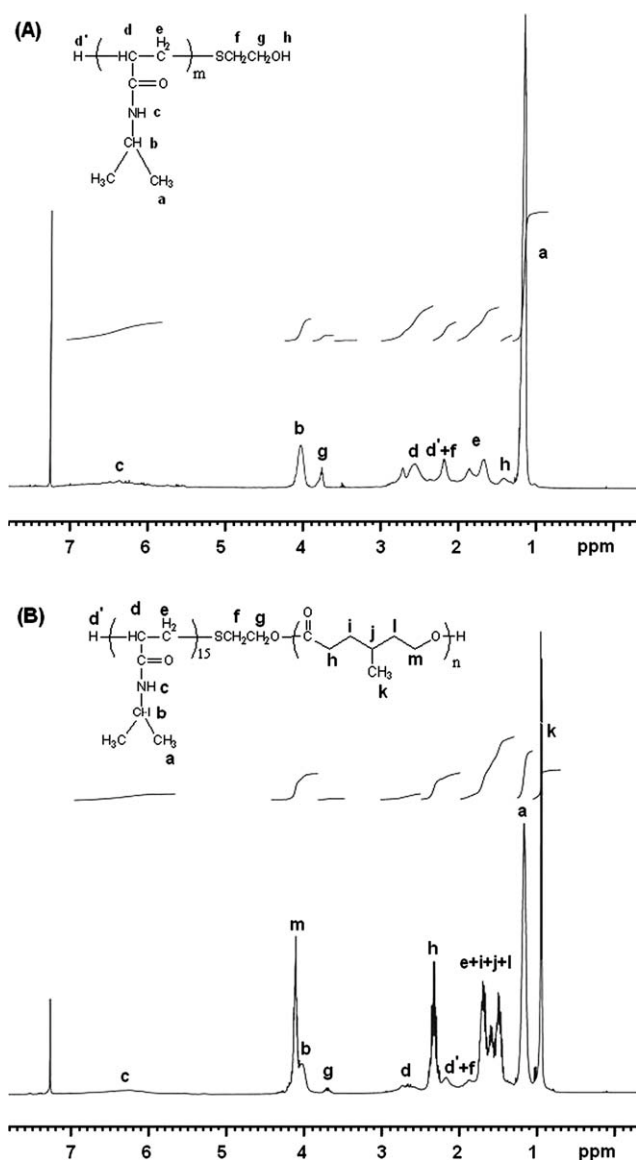 (A)
d e f g h
d' H₂
H HC C SCH₂CH₂OH
m
C O
NH c
CH b
H₃C CH₃
a
a
b
g
c
d
d'+f
e
h
7 6 5 4 3 2 1 ppm
(B)
O
d' d e f g i j l
H HC C SCH₂CH₂O O H
H₂
15 n
C O h m
NH c k
CH b
H₃C CH₃
a
k
a
m
h
e+i+j+l
b
g
c
d
d'+f
7 6 5 4 3 2 1 ppm